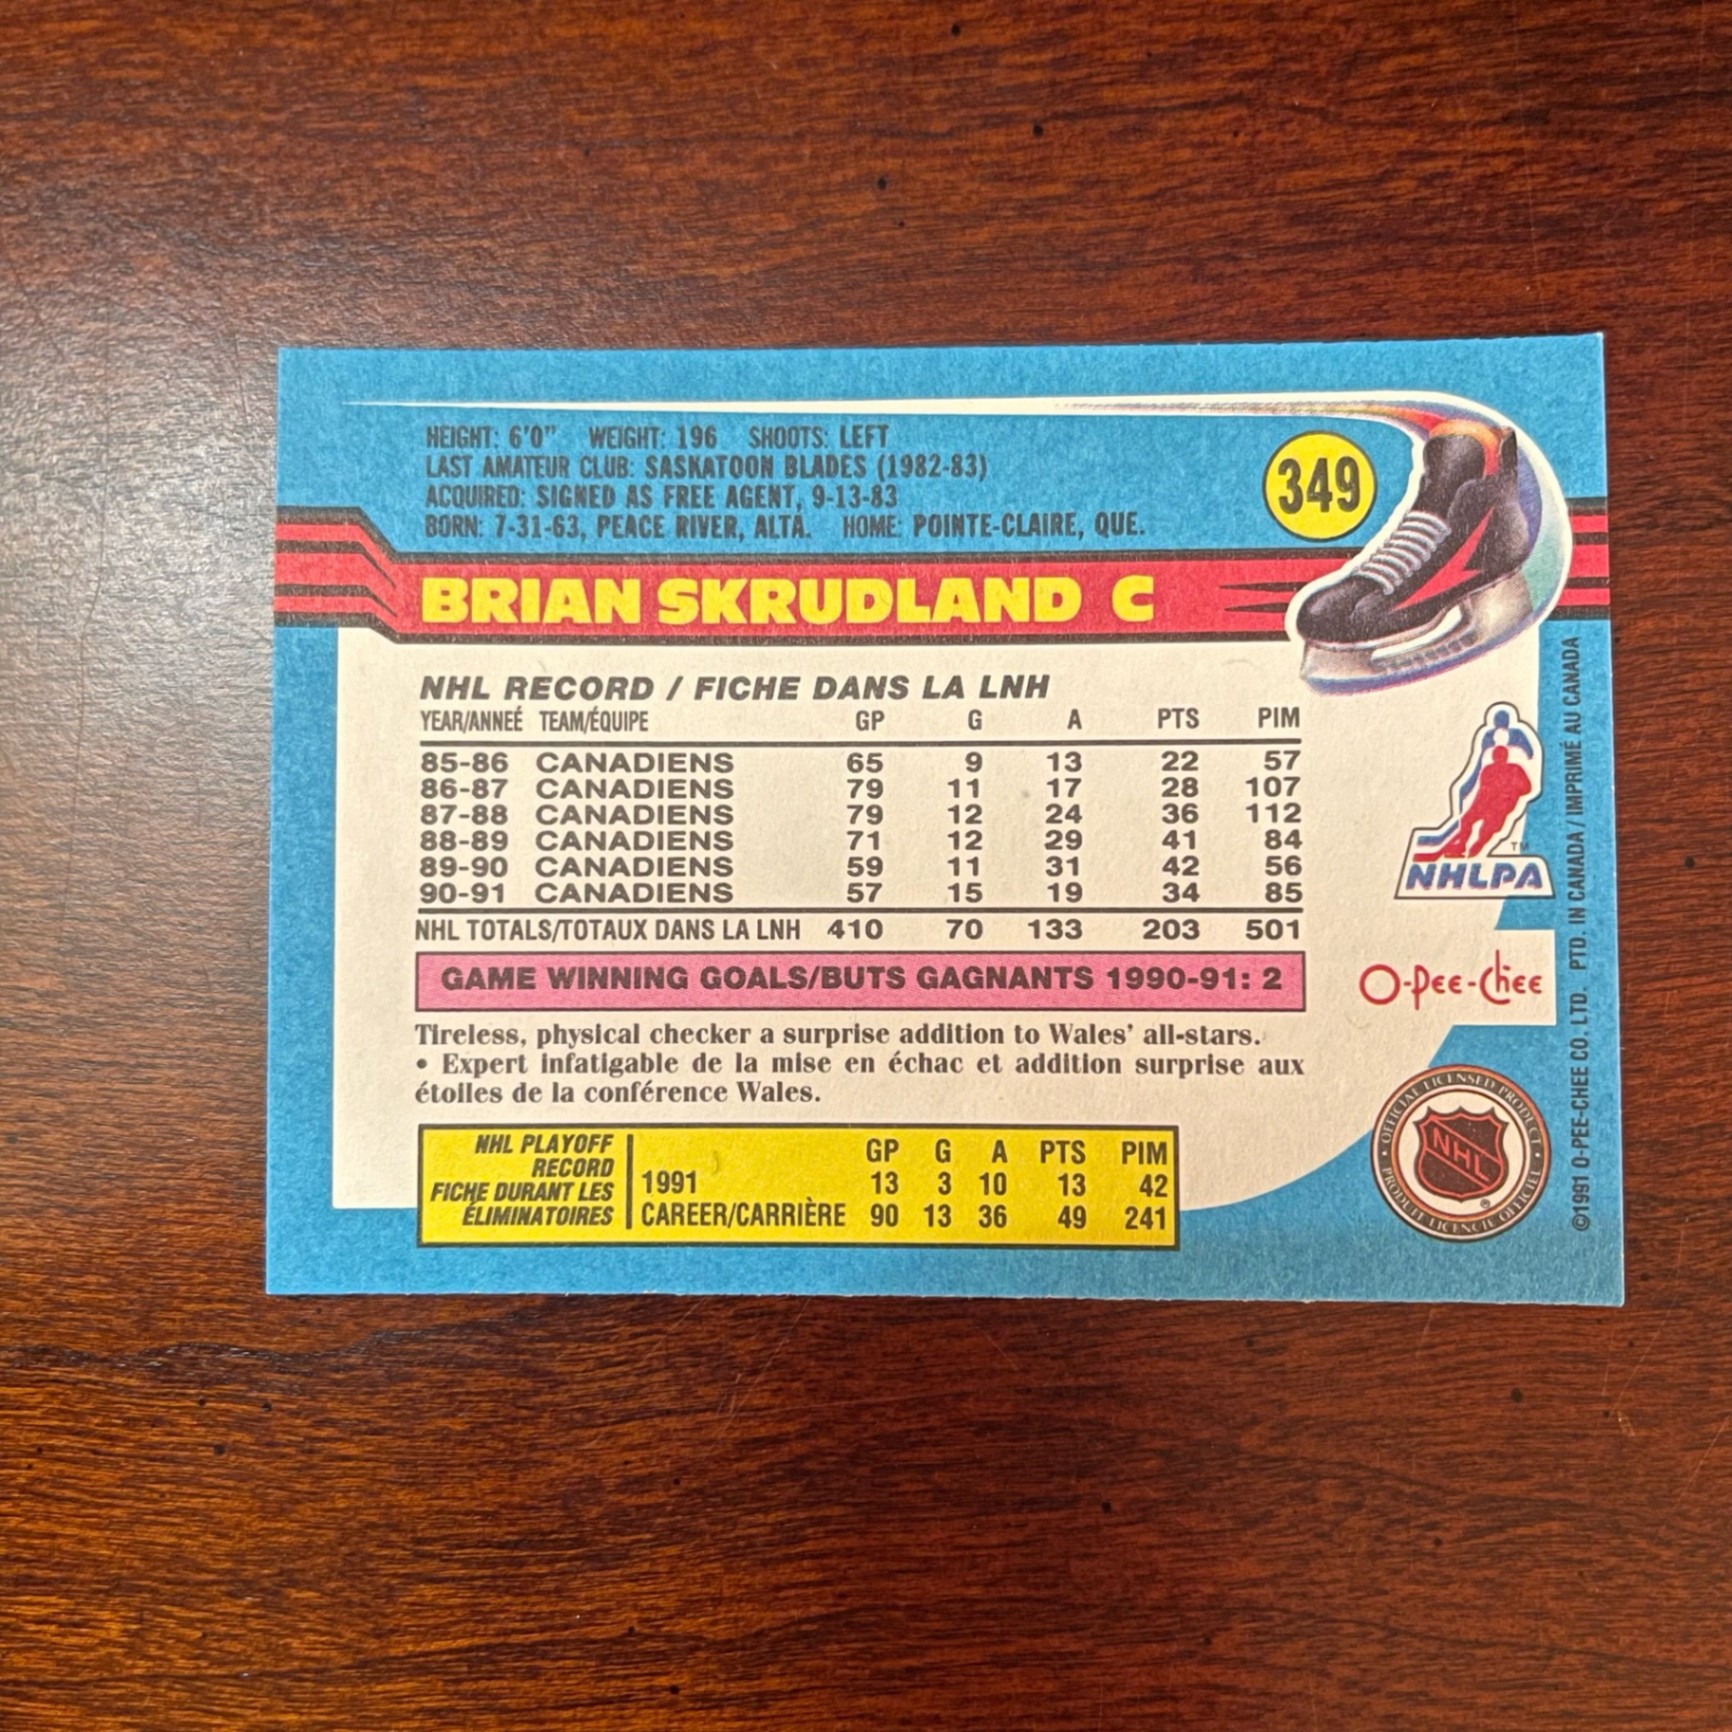 HEIGHT: 6'0" WEIGHT: 196 SHOOTS: LEFT
LAST AMATEUR CLUB: SASKATOON BLADES (1982-83)
ACQUIRED: SIGNED AS FREE AGENT, 9-13-83
BORN: 7-31-63, PEACE RIVER, ALTA. HOME: POINTE-CLAIRE, QUE.
349
BRIAN SKRUDLAND C
NHL RECORD / FICHE DANS LA LNH
YEAR/ANNEÉ TEAM/ÉQUIPE GP G A PTS PIM
85-86 CANADIENS 65 9 13 22 57
86-87 CANADIENS 79 11 17 28 107
87-88 CANADIENS 79 12 24 36 112
88-89 CANADIENS 71 12 29 41 84
89-90 CANADIENS 59 11 31 42 56
90-91 CANADIENS 57 15 19 34 85
NHL TOTALS/TOTAUX DANS LA LNH 410 70 133 203 501
GAME WINNING GOALS/BUTS GAGNANTS 1990-91: 2
Tireless, physical checker a surprise addition to Wales' all-stars.
• Expert infatigable de la mise en échac et addition surprise aux
étoiles de la conférence Wales.
NHL PLAYOFF
RECORD
FICHE DURANT LES
ÉLIMINATOIRES
GP G A PTS PIM
1991 13 3 10 13 42
CAREER/CARRIÈRE 90 13 36 49 241
TM
NHLPA
O-Pee-Chee
OFFICIAL LICENSED PRODUCT
NHL
®
PRODUIT LICENCIÉ OFFICIEL
©1991 O-PEE-CHEE CO. LTD. PTD. IN CANADA / IMPRIMÉ AU CANADA